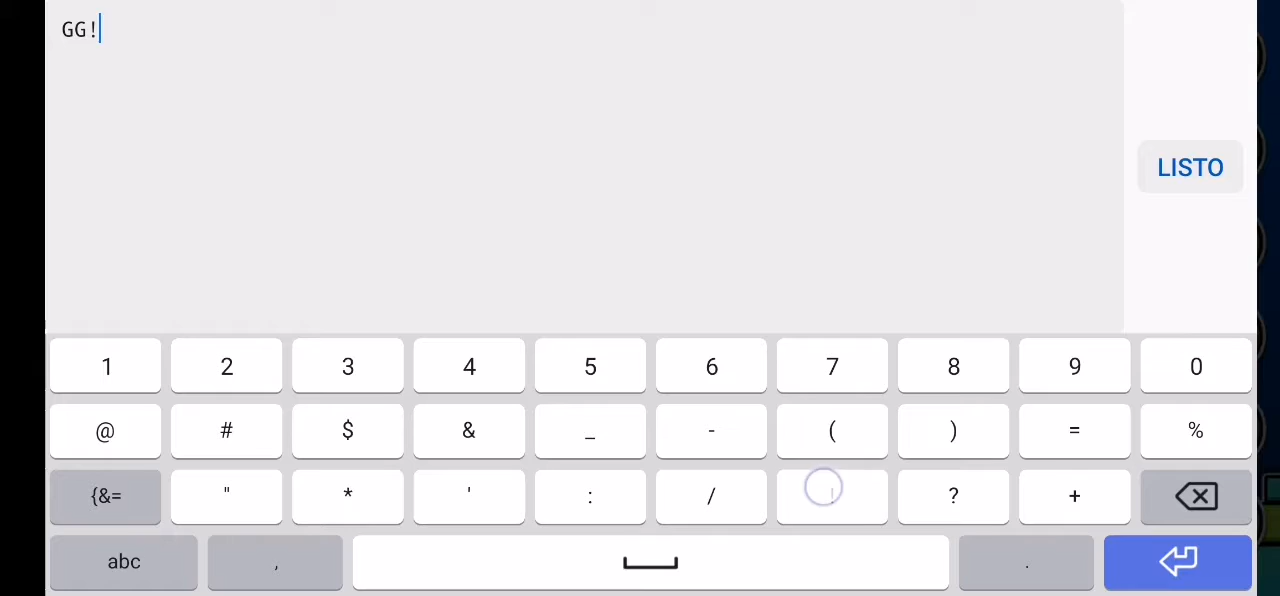 GG!
LISTO
1 2 3 4 5 6 7 8 9 0
@ # $ & _ - ( ) = %
{&= " * ' : / ! ? +
abc , .